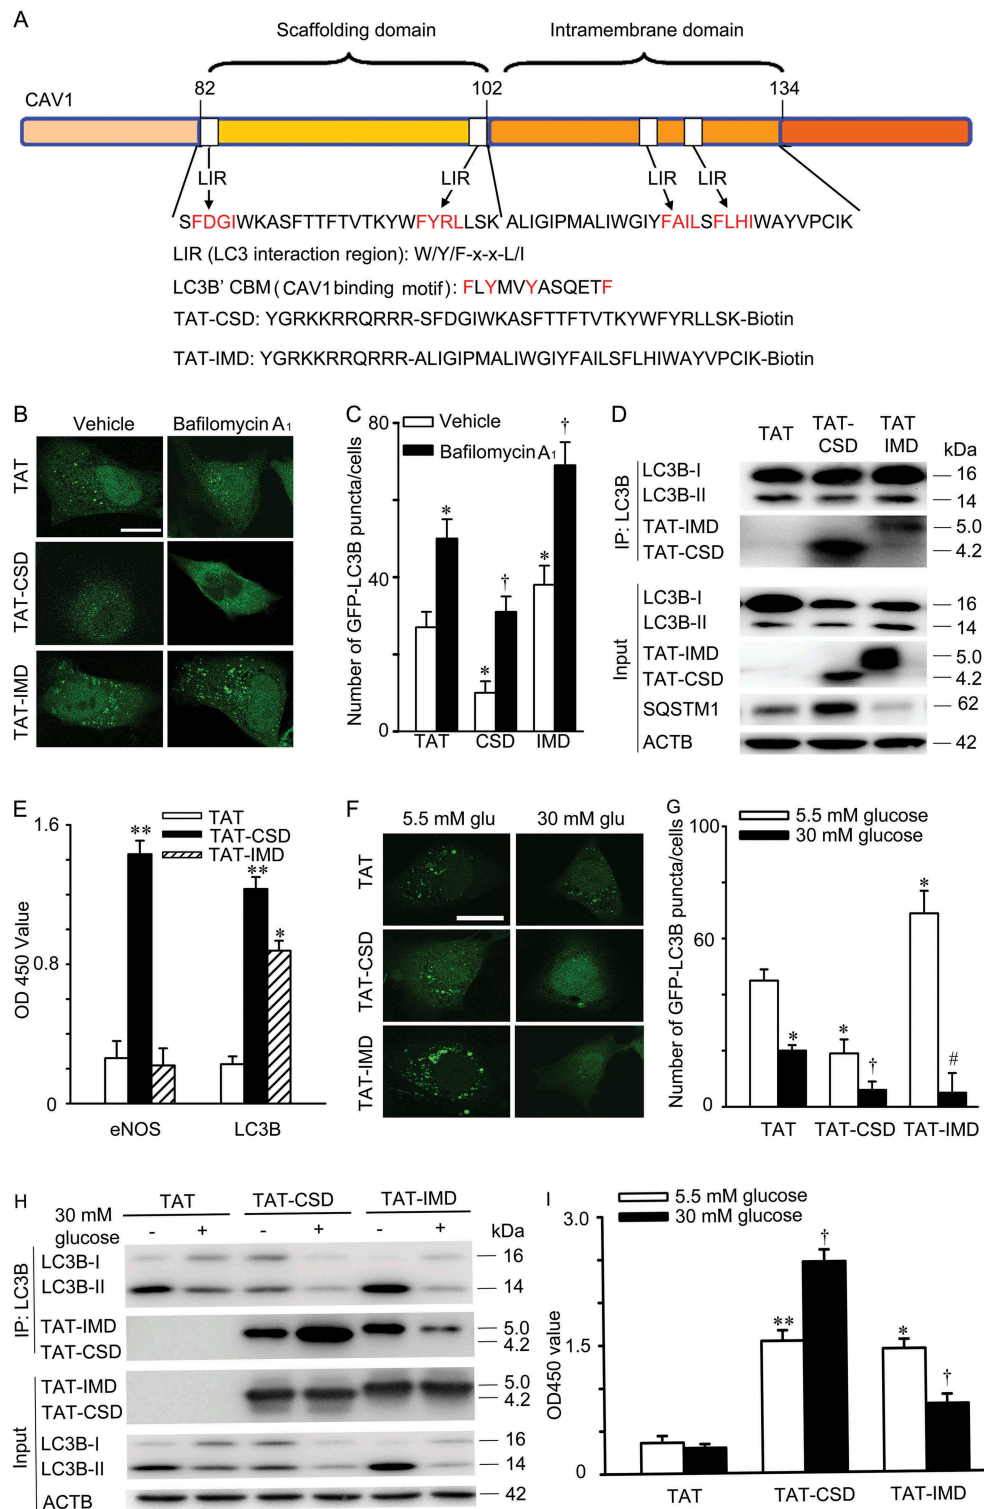 A
Scaffolding domain
Intramembrane domain
82
102
134
CAV1
LIR
LIR
LIR
LIR
SFDGIWKASFTTFTVTKYWFYRLLSK ALIGIPMALIWGIYFAILSFLHIWAYVPCIK
LIR (LC3 interaction region): W/Y/F-x-x-L/I
LC3B' CBM (CAV1 binding motif): FLYMVYASQETF
TAT-CSD: YGRKKRRQRRR-SFDGIWKASFTTFTVTKYWFYRLLSK-Biotin
TAT-IMD: YGRKKRRQRRR-ALIGIPMALIWGIYFAILSFLHIWAYVPCIK-Biotin
B
Vehicle
Bafilomycin A1
TAT
TAT-CSD
TAT-IMD
C
Number of GFP-LC3B puncta/cells
80
40
0
Vehicle
Bafilomycin A1
*
*
†
*
†
TAT
CSD
IMD
D
TAT
TAT-CSD
TAT IMD
kDa
IP: LC3B
LC3B-I
16
LC3B-II
14
TAT-IMD
5.0
TAT-CSD
4.2
Input
LC3B-I
16
LC3B-II
14
TAT-IMD
5.0
TAT-CSD
4.2
SQSTM1
62
ACTB
42
E
OD 450 Value
1.6
0.8
0
TAT
TAT-CSD
TAT-IMD
**
**
*
eNOS
LC3B
F
5.5 mM glu
30 mM glu
TAT
TAT-CSD
TAT-IMD
G
Number of GFP-LC3B puncta/cells
100
60
0
5.5 mM glucose
30 mM glucose
*
*
†
*
#
TAT
TAT-CSD
TAT-IMD
H
TAT
TAT-CSD
TAT-IMD
30 mM
glucose
-
+
-
+
-
+
kDa
IP: LC3B
LC3B-I
16
LC3B-II
14
TAT-IMD
5.0
TAT-CSD
4.2
Input
TAT-IMD
5.0
TAT-CSD
4.2
LC3B-I
16
LC3B-II
14
ACTB
42
I
OD450 value
3.0
1.5
0
5.5 mM glucose
30 mM glucose
**
†
*
†
TAT
TAT-CSD
TAT-IMD